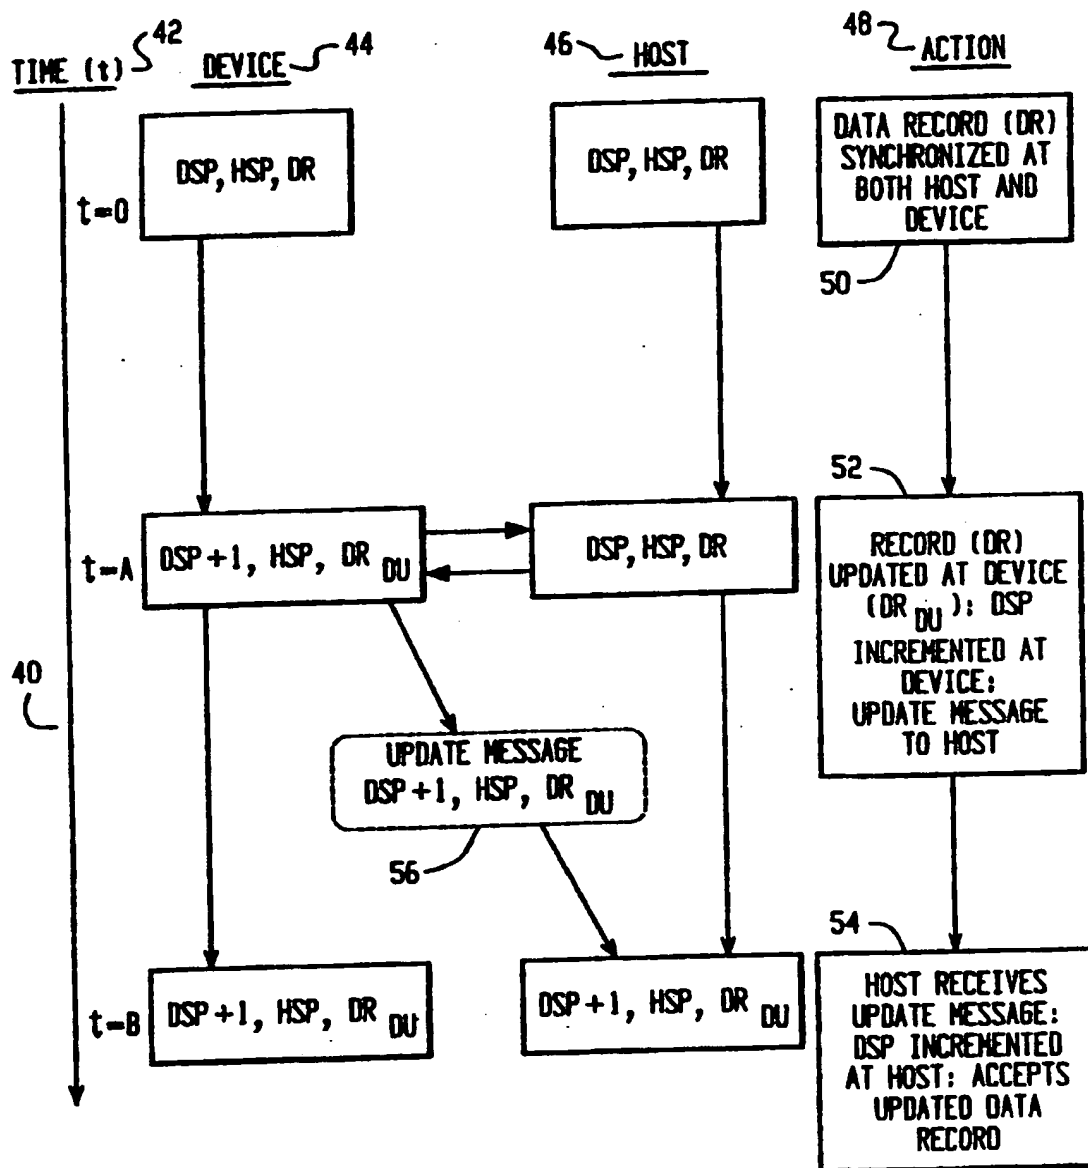 42 44 46 48
TIME (t) DEVICE HOST ACTION
DSP, HSP, DR
DSP, HSP, DR
DATA RECORD (DR)
SYNCHRONIZED AT
BOTH HOST AND
DEVICE
t=0
50
52
t=A
DSP+1, HSP, DR DU
DSP, HSP, DR
RECORD (DR)
UPDATED AT DEVICE
(DR DU): DSP
INCREMENTED AT
DEVICE:
UPDATE MESSAGE
TO HOST
40
UPDATE MESSAGE
DSP+1, HSP, DR DU
56
54
t=B
DSP+1, HSP, DR DU
DSP+1, HSP, DR DU
HOST RECEIVES
UPDATE MESSAGE:
DSP INCREMENTED
AT HOST: ACCEPTS
UPDATED DATA
RECORD